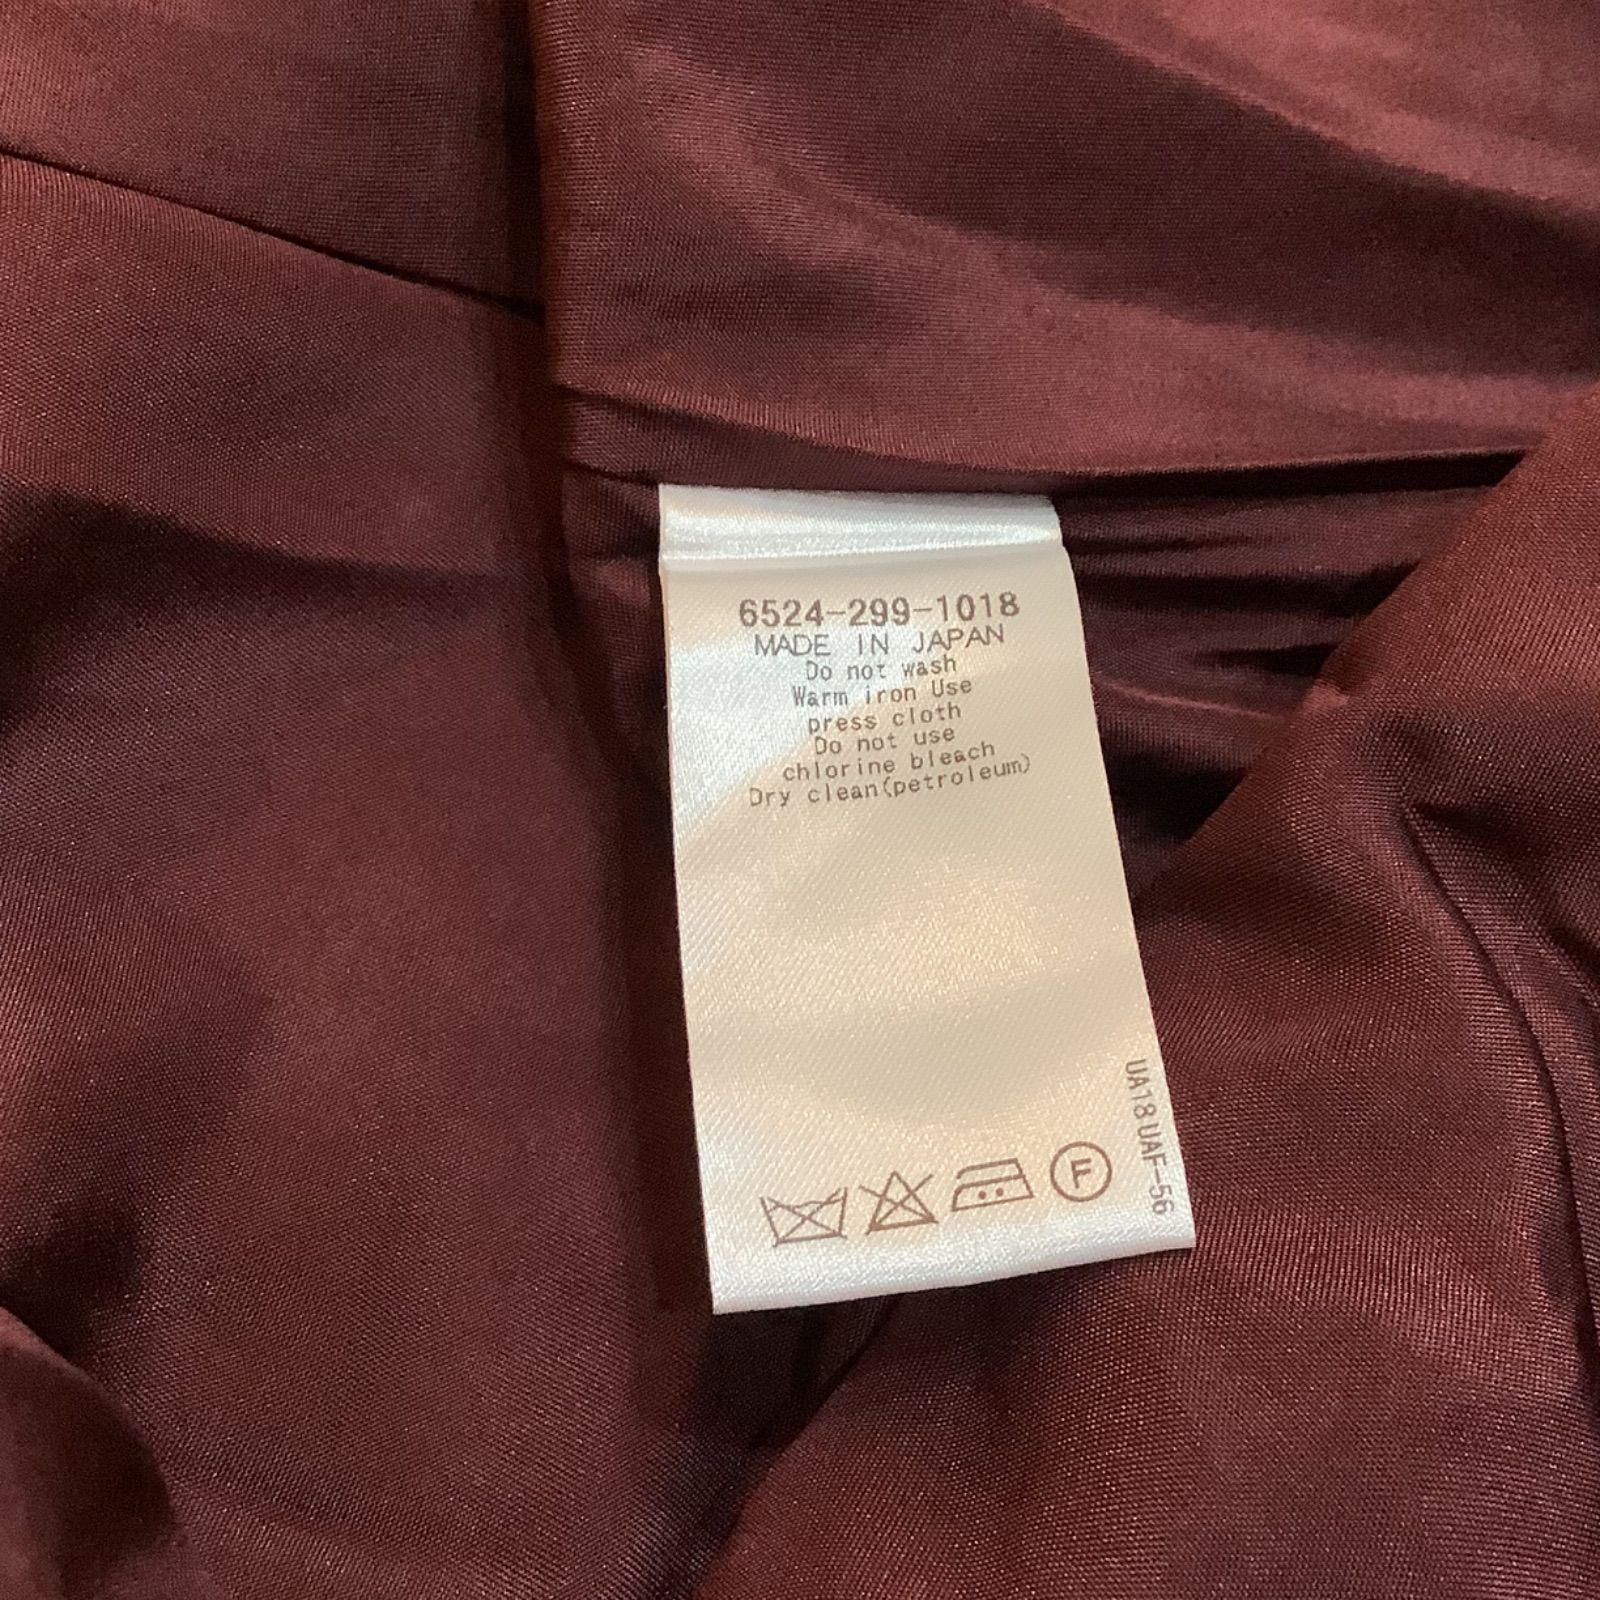 6524-299-1018
MADE IN JAPAN
Do not wash
Warm iron Use
press cloth
Do not use
chlorine bleach
Dry clean(petroleum)
UA18 UAF-56
F